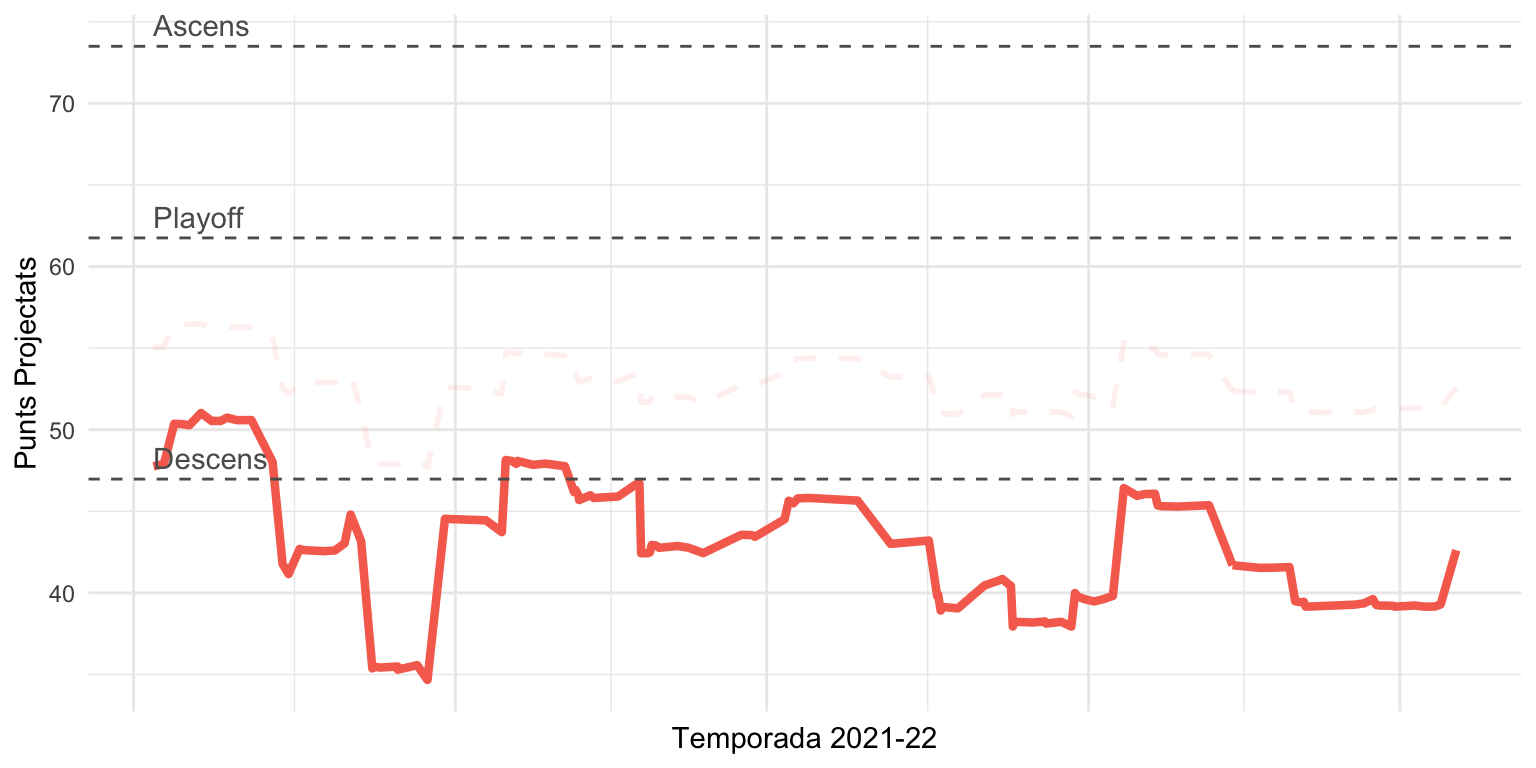 Ascens
70
Playoff
60
50
Descens
40
Punts Projectats
Temporada 2021-22